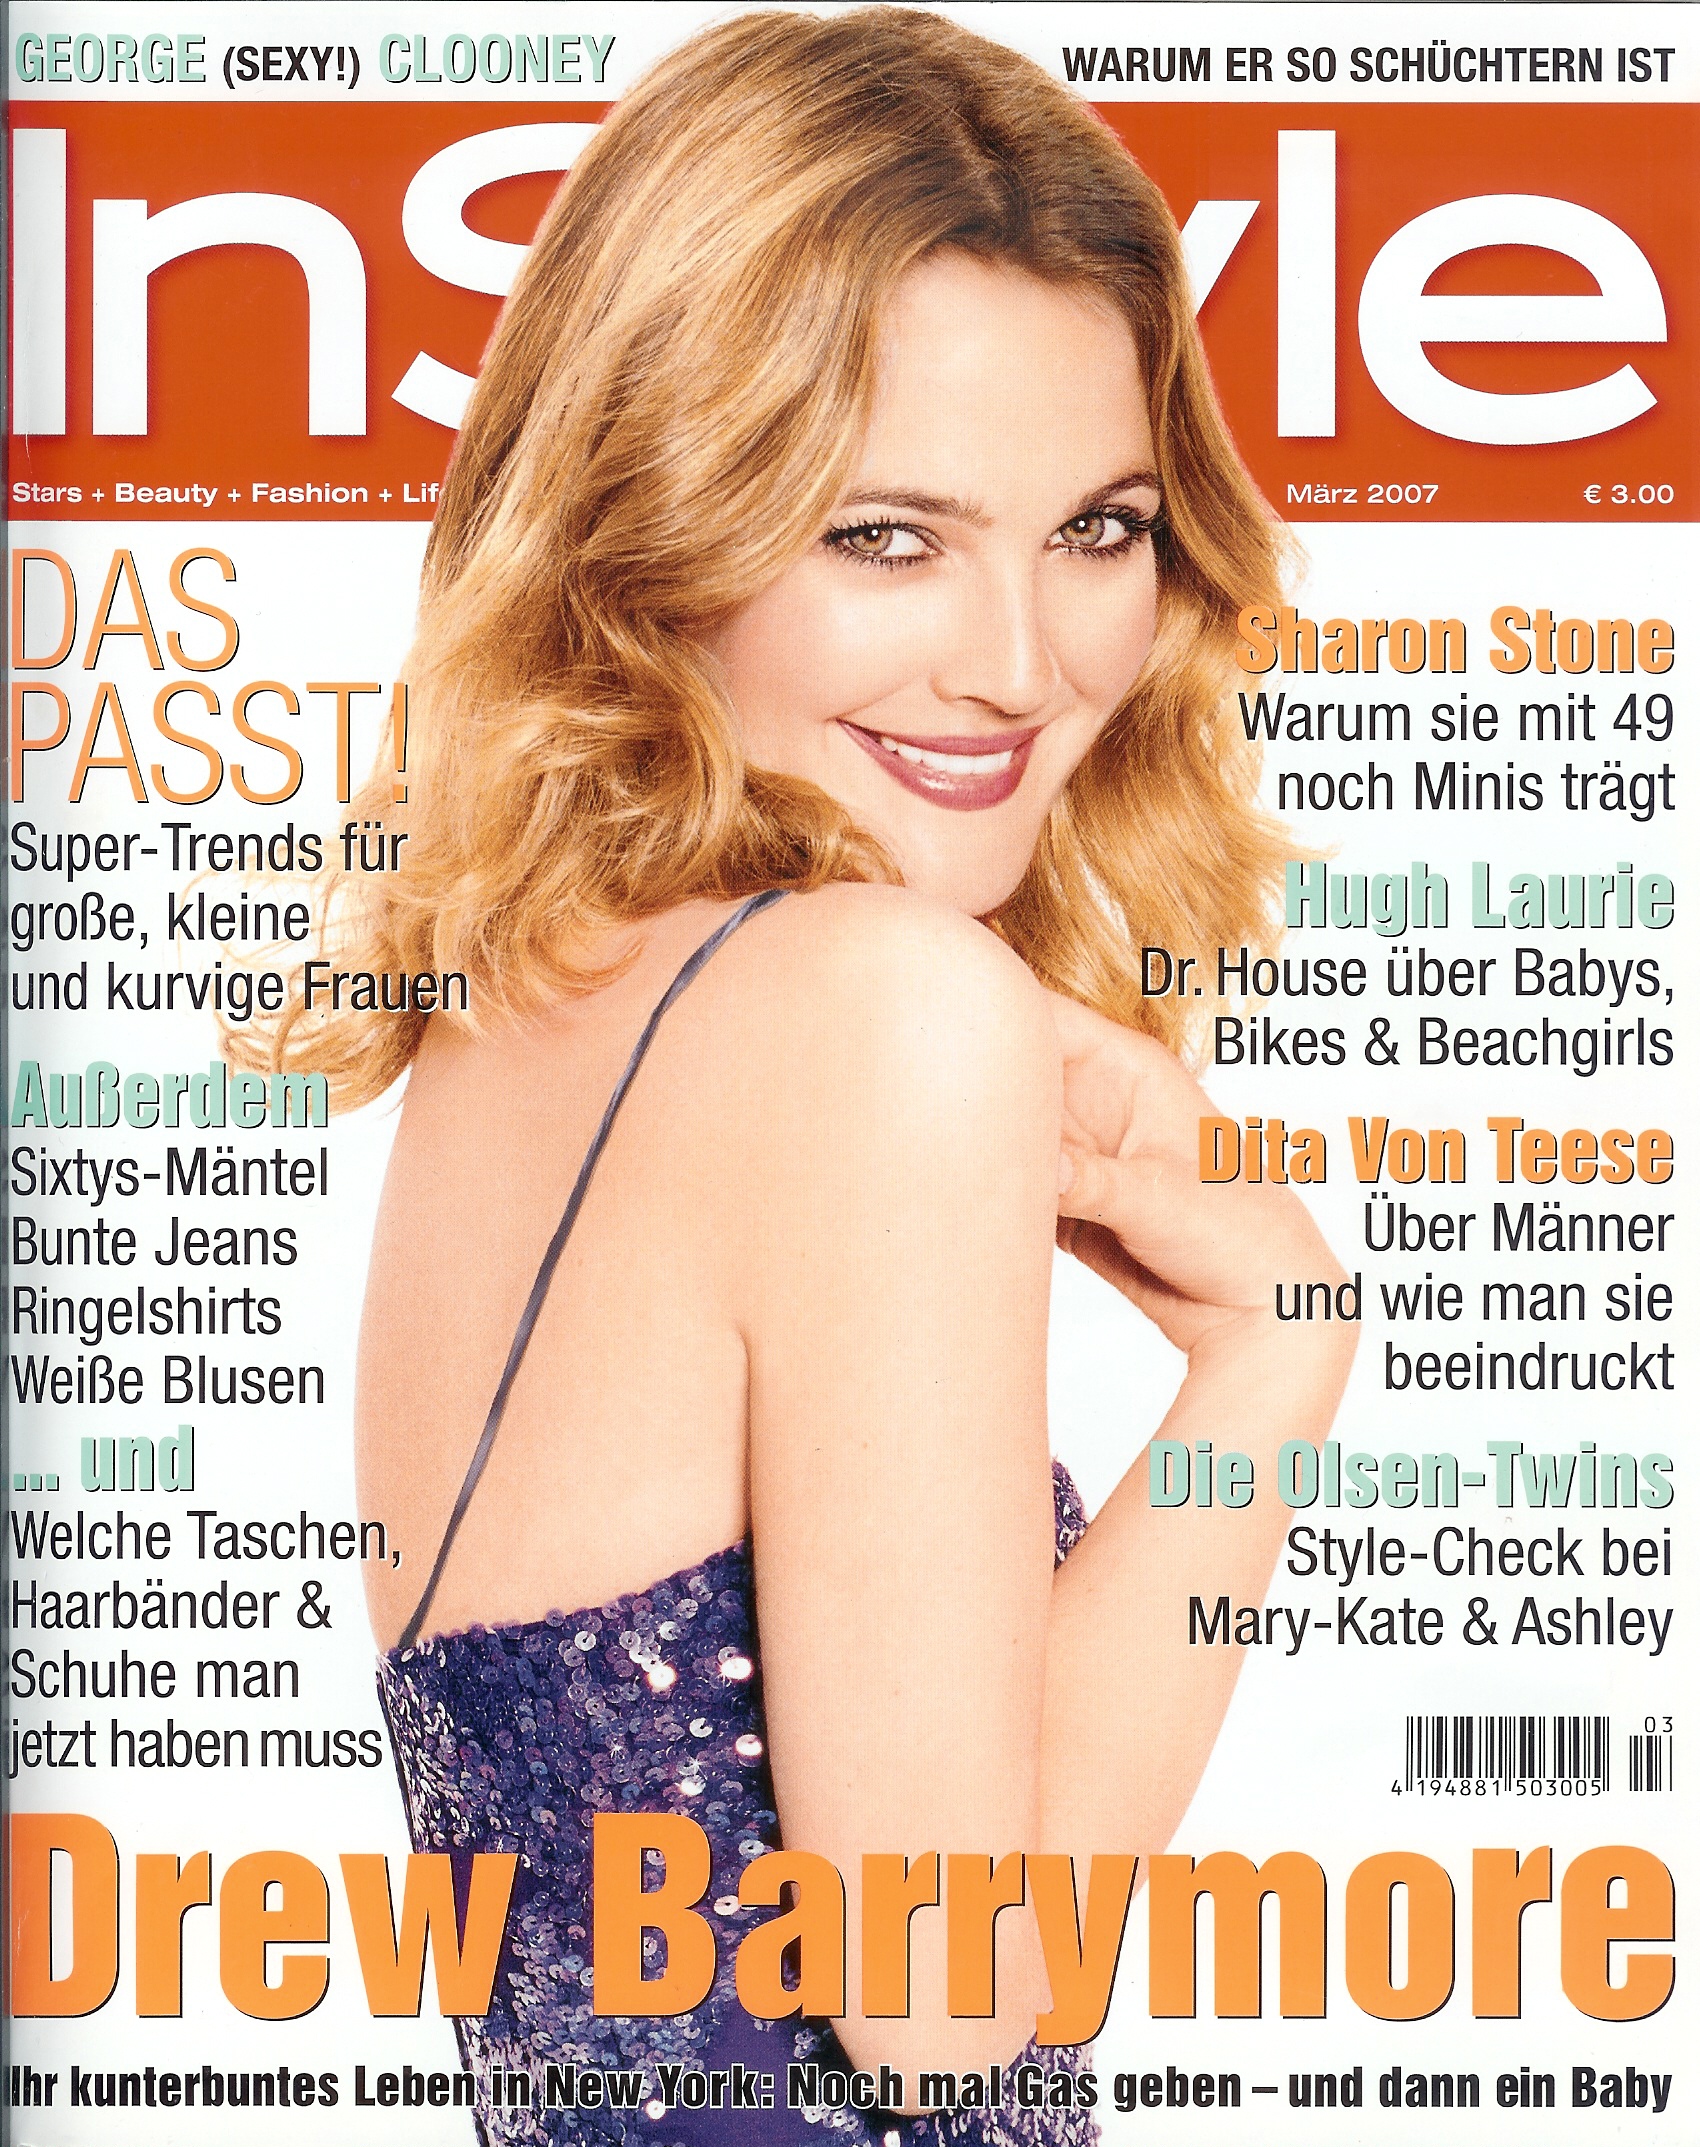 GEORGE (SEXY!) CLOONEY
WARUM ER SO SCHÜCHTERN IST
InStyle
Stars + Beauty + Fashion + Lif
März 2007 € 3.00
DAS
PASST!
Super-Trends für
große, kleine
und kurvige Frauen
Außerdem
Sixtys-Mäntel
Bunte Jeans
Ringelshirts
Weiße Blusen
... und
Welche Taschen,
Haarbänder &
Schuhe man
jetzt haben muss
Sharon Stone
Warum sie mit 49
noch Minis trägt
Hugh Laurie
Dr. House über Babys,
Bikes & Beachgirls
Dita Von Teese
Über Männer
und wie man sie
beeindruckt
Die Olsen-Twins
Style-Check bei
Mary-Kate & Ashley
03
4 194881 503005
Drew Barrymore
Ihr kunterbuntes Leben in New York: Noch mal Gas geben – und dann ein Baby